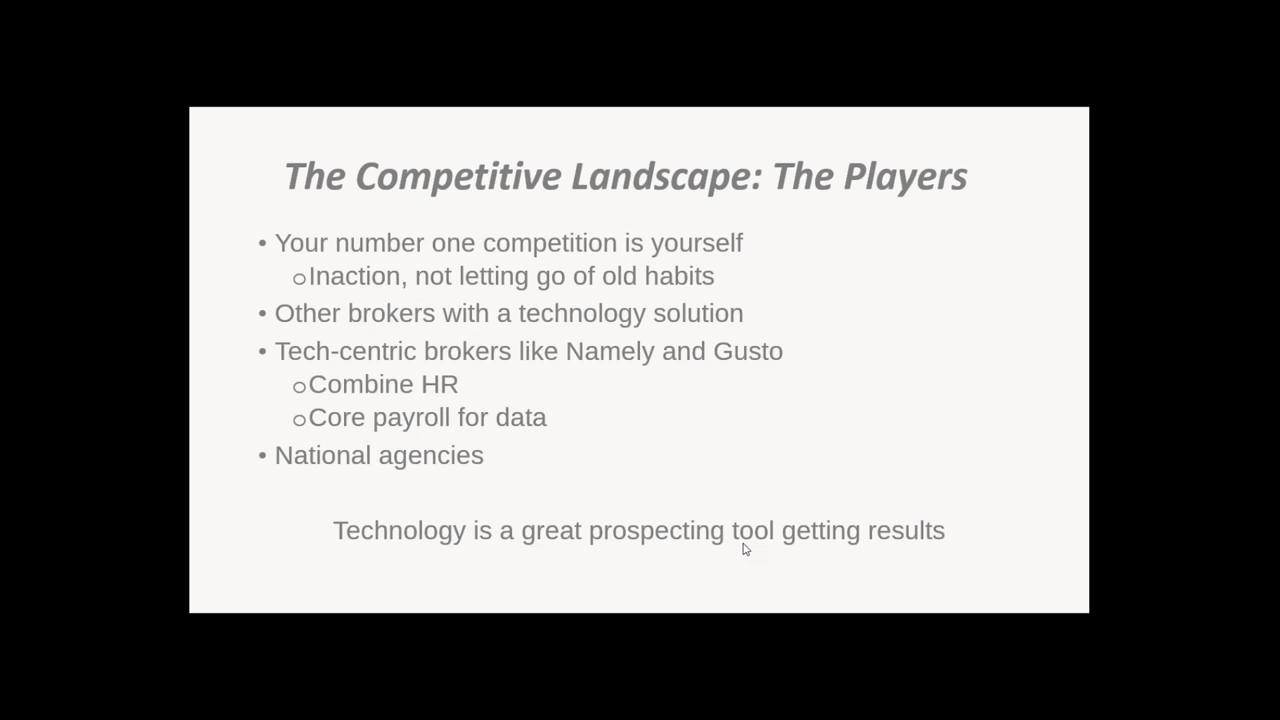 The Competitive Landscape: The Players
• Your number one competition is yourself
o Inaction, not letting go of old habits
• Other brokers with a technology solution
• Tech-centric brokers like Namely and Gusto
o Combine HR
o Core payroll for data
• National agencies
Technology is a great prospecting tool getting results